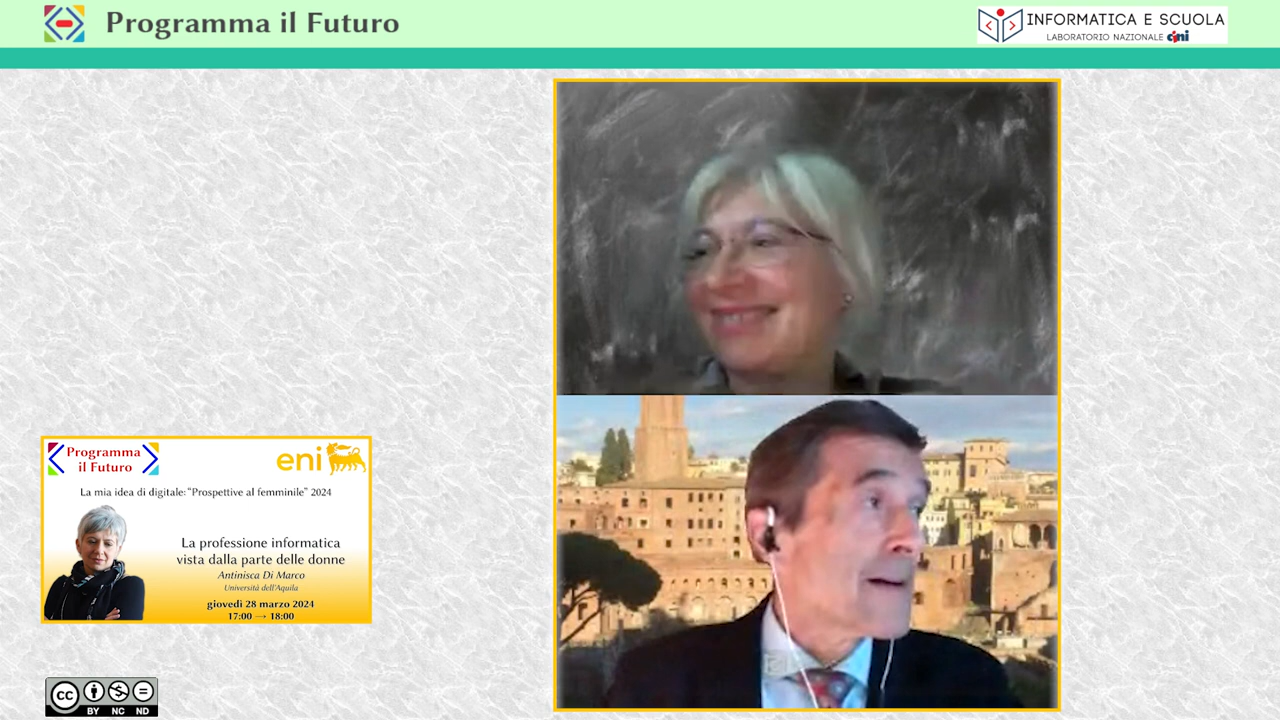 Programma il Futuro
INFORMATICA E SCUOLA
LABORATORIO NAZIONALE cini
Programma
il Futuro
eni
La mia idea di digitale: "Prospettive al femminile" 2024
La professione informatica
vista dalla parte delle donne
Antinisca Di Marco
Università dell'Aquila
giovedì 28 marzo 2024
17:00 → 18:00
cc
BY NC ND